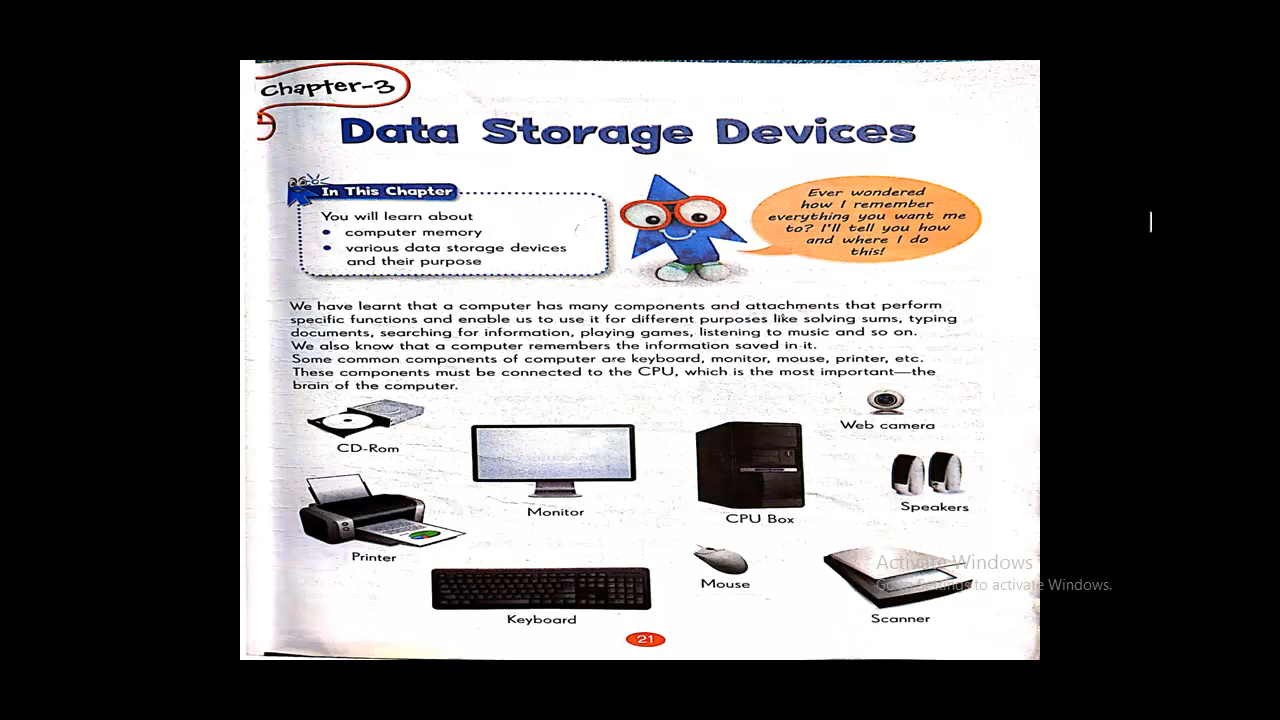 Chapter-3
Data Storage Devices
In This Chapter
You will learn about
• computer memory
• various data storage devices
and their purpose
Ever wondered
how I remember
everything you want me
to? I'll tell you how
and where I do
this!
We have learnt that a computer has many components and attachments that perform
specific functions and enable us to use it for different purposes like solving sums, typing
documents, searching for information, playing games, listening to music and so on.
We also know that a computer remembers the information saved in it.
Some common components of computer are keyboard, monitor, mouse, printer, etc.
These components must be connected to the CPU, which is the most important—the
brain of the computer.
Web camera
CD-Rom
Speakers
Monitor
CPU Box
Printer
Activate Windows
Go to Settings to activate Windows.
Mouse
Keyboard
Scanner
21